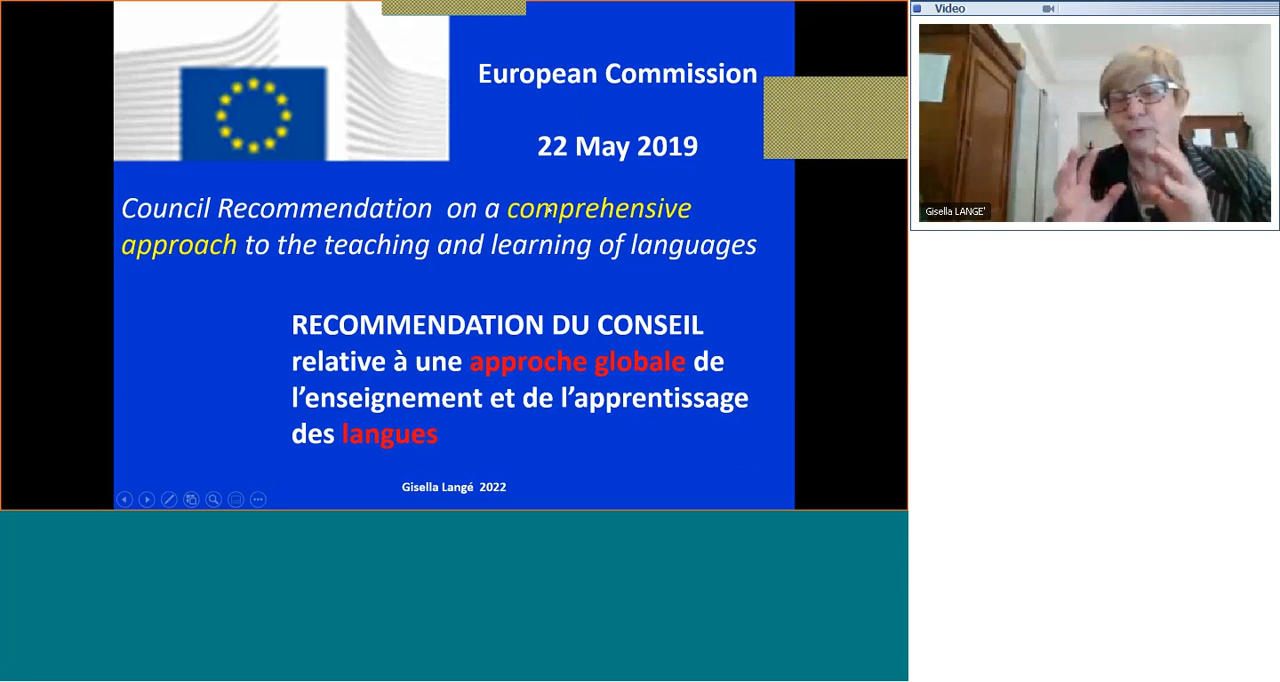 European Commission
22 May 2019
Council Recommendation on a comprehensive
approach to the teaching and learning of languages
RECOMMENDATION DU CONSEIL
relative à une approche globale de
l’enseignement et de l’apprentissage
des langues
Gisella Langé 2022
Video
Gisella LANGE'